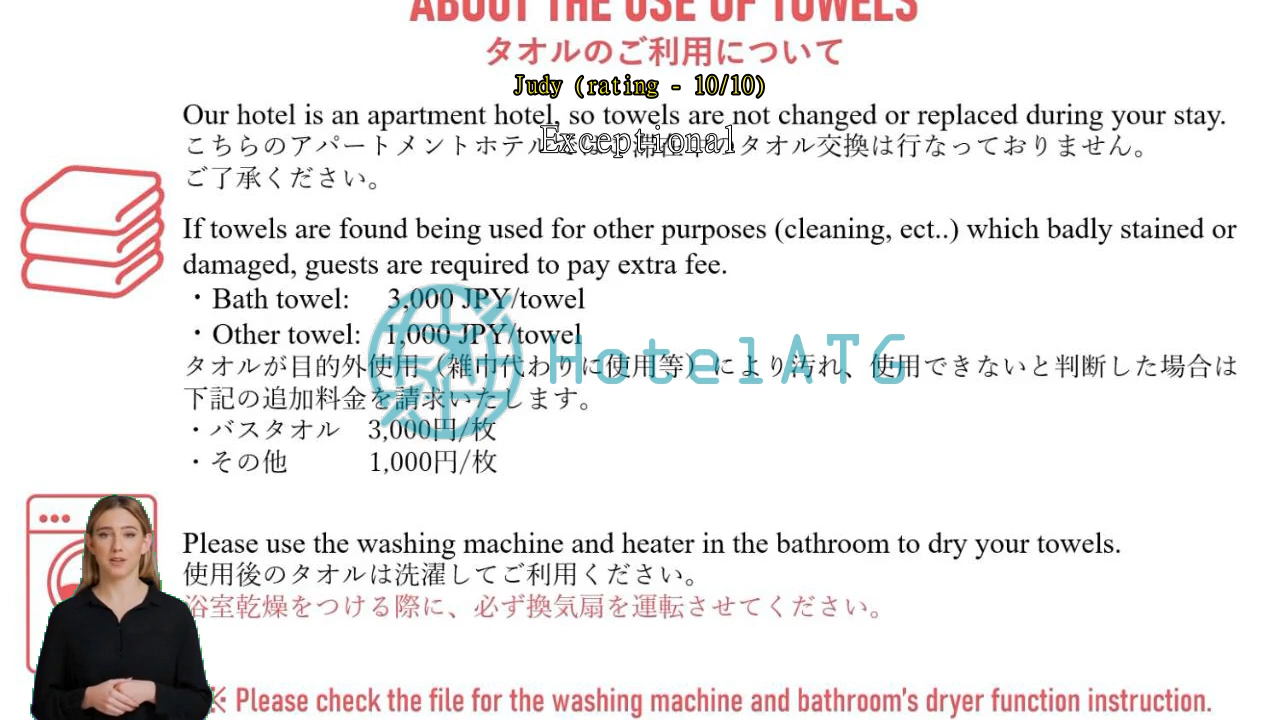 ABOUT THE USE OF TOWELS
タオルのご利用について
Judy (rating - 10/10)
Our hotel is an apartment hotel, so towels are not changed or replaced during your stay.
Exceptional
こちらのアパートメントホテルでは、滞在中のタオル交換は行なっておりません。
ご了承ください。
If towels are found being used for other purposes (cleaning, ect..) which badly stained or
damaged, guests are required to pay extra fee.
・Bath towel: 3,000 JPY/towel
・Other towel: 1,000 JPY/towel
HotelATG
タオルが目的外使用（雑巾代わりに使用等）により汚れ、使用できないと判断した場合は
下記の追加料金を請求いたします。
・バスタオル 3,000円/枚
・その他 1,000円/枚
Please use the washing machine and heater in the bathroom to dry your towels.
使用後のタオルは洗濯してご利用ください。
浴室乾燥をつける際に、必ず換気扇を運転させてください。
※ Please check the file for the washing machine and bathroom's dryer function instruction.